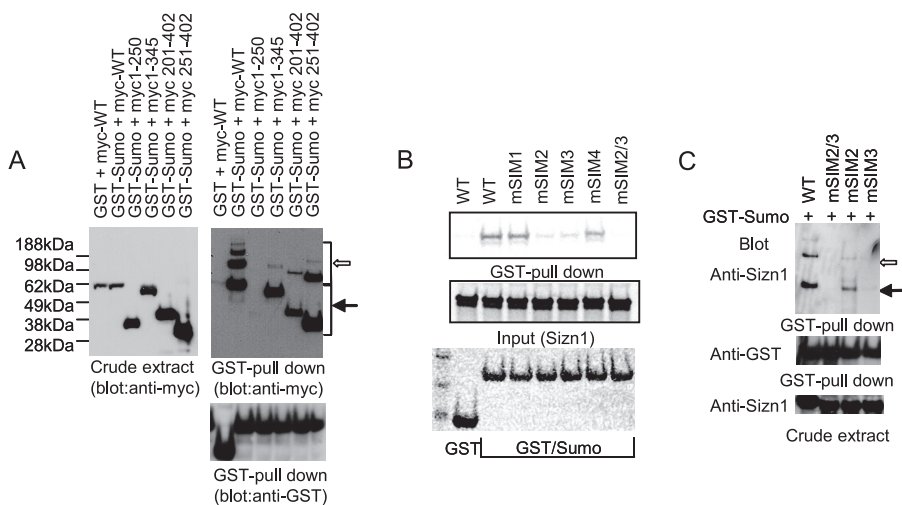 A
GST + myc-WT
GST-Sumo + myc-WT
GST-Sumo + myc1-250
GST-Sumo + myc1-345
GST-Sumo + myc 201-402
GST-Sumo + myc 251-402
188kDa
98kDa
62kDa
49kDa
38kDa
28kDa
Crude extract
(blot:anti-myc)
GST + myc-WT
GST-Sumo + myc-WT
GST-Sumo + myc1-250
GST-Sumo + myc1-345
GST-Sumo + myc 201-402
GST-Sumo + myc 251-402
GST-pull down
(blot:anti-myc)
GST-pull down
(blot:anti-GST)
B
WT
WT
mSIM1
mSIM2
mSIM3
mSIM4
mSIM2/3
GST-pull down
Input (Sizn1)
GST
GST/Sumo
C
WT
mSIM2/3
mSIM2
mSIM3
GST-Sumo + + + +
Blot
Anti-Sizn1
GST-pull down
Anti-GST
GST-pull down
Anti-Sizn1
Crude extract